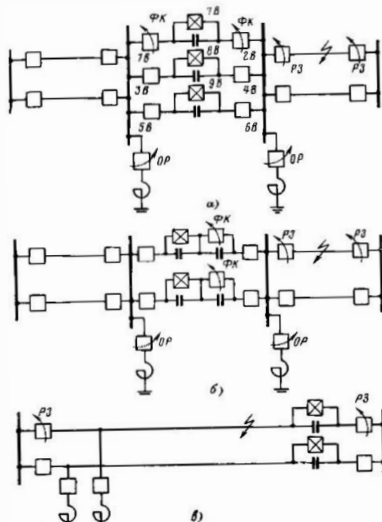 ФК 7В ФК
1В 8В 2В РЗ РЗ
3В 9В 4В
5В 6В
ОР ОР
а)
ФК РЗ РЗ
ФК
ОР ОР
б)
РЗ РЗ
в)